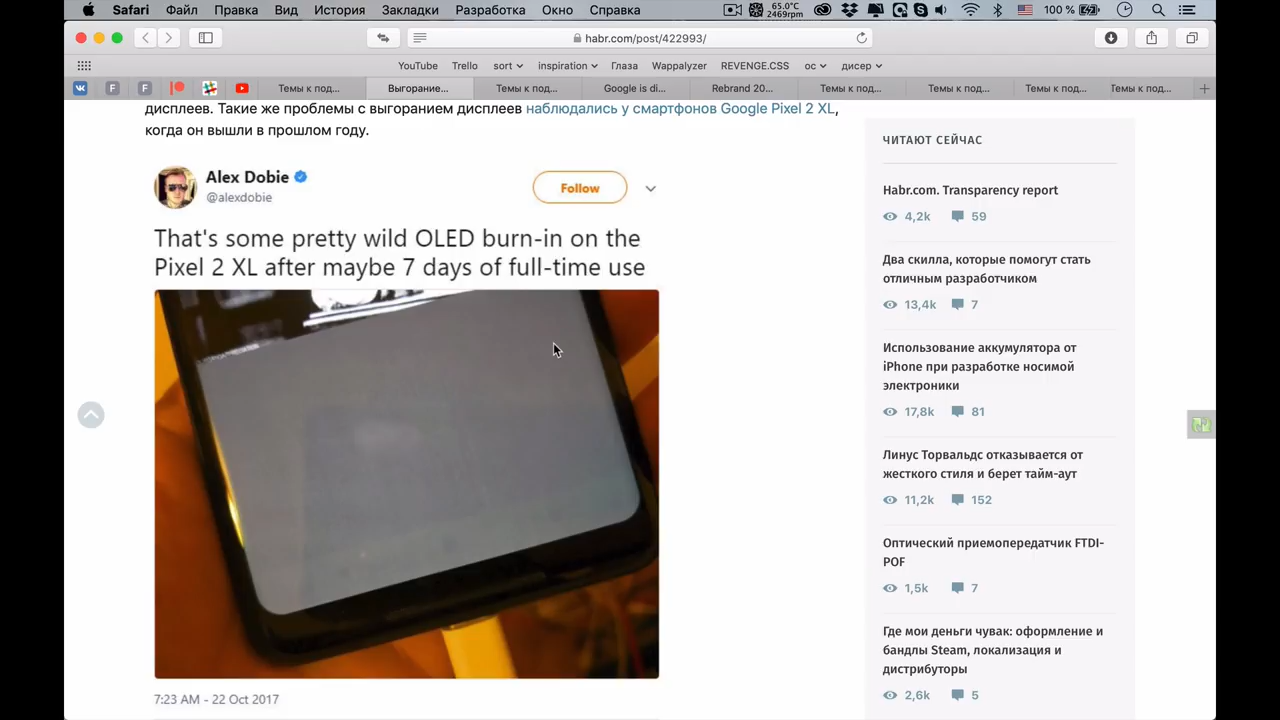 Safari Файл Правка Вид История Закладки Разработка Окно Справка 65.0°C 2469rpm 100 %
habr.com/post/422993/
YouTube Trello sort inspiration Глаза Wappalyzer REVENGE.CSS ос дисер
Темы к под... Выгорание... Темы к под... Google is di... Rebrand 20... Темы к под... Темы к под... Темы к под... Темы к под...
дисплеев. Такие же проблемы с выгоранием дисплеев наблюдались у смартфонов Google Pixel 2 XL,
когда он вышли в прошлом году.
Alex Dobie
@alexdobie
Follow
That's some pretty wild OLED burn-in on the
Pixel 2 XL after maybe 7 days of full-time use
7:23 AM - 22 Oct 2017
ЧИТАЮТ СЕЙЧАС
Habr.com. Transparency report
4,2k 59
Два скилла, которые помогут стать
отличным разработчиком
13,4k 7
Использование аккумулятора от
iPhone при разработке носимой
электроники
17,8k 81
Линус Торвальдс отказывается от
жесткого стиля и берет тайм-аут
11,2k 152
Оптический приемопередатчик FTDI-
POF
1,5k 7
Где мои деньги чувак: оформление и
бандлы Steam, локализация и
дистрибуторы
2,6k 5